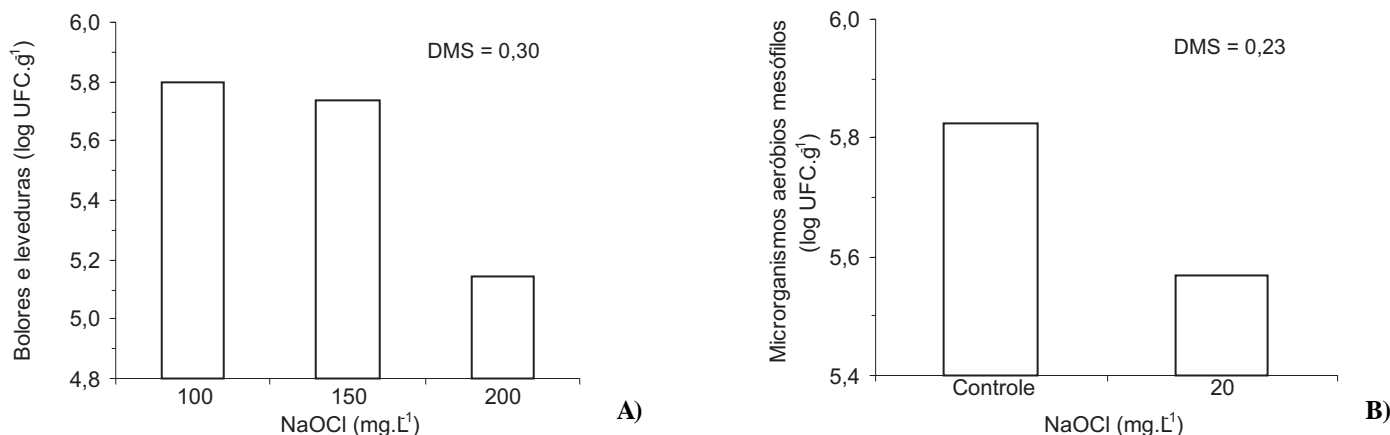 Bolores e leveduras (log UFC.g⁻¹)
6,0
5,8
5,6
5,4
5,2
5,0
4,8
DMS = 0,30
100 150 200
NaOCl (mg.L⁻¹)
A)
Microrganismos aeróbios mesófilos
(log UFC.g⁻¹)
6,0
5,8
5,6
5,4
DMS = 0,23
Controle 20
NaOCl (mg.L⁻¹)
B)